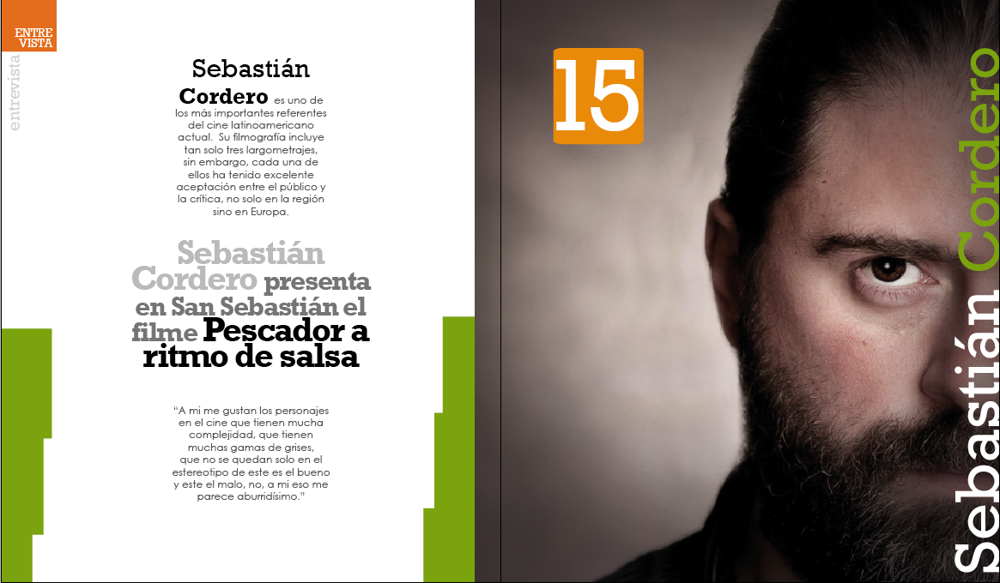 ENTRE
VISTA
entrevista
Sebastián
Cordero es uno de
los más importantes referentes
del cine latinoamericano
actual. Su filmografía incluye
tan solo tres largometrajes,
sin embargo, cada una de
ellos ha tenido excelente
aceptación entre el público y
la crítica, no solo en la región
sino en Europa.
Sebastián
Cordero presenta
en San Sebastián el
filme Pescador a
ritmo de salsa
“A mi me gustan los personajes
en el cine que tienen mucha
complejidad, que tienen
muchas gamas de grises,
que no se quedan solo en el
estereotipo de este es el bueno
y este el malo, no, a mi eso me
parece aburridísimo.”
15
Sebastián Cordero